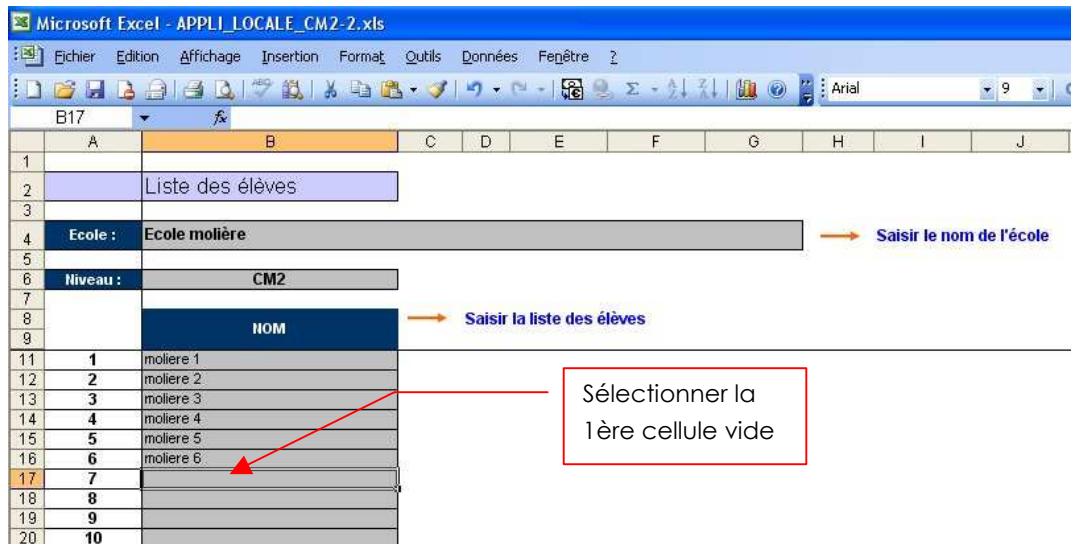 Microsoft Excel - APPLI_LOCALE_CM2-2.xls
Fichier Edition Affichage Insertion Format Outils Données Fenêtre ?
Arial 9
B17 fx
A B C D E F G H I J
1
2 Liste des élèves
3
4 Ecole : Ecole molière Saisir le nom de l'école
5
6 Niveau : CM2
7
8 Saisir la liste des élèves
NOM
9
11 1 moliere 1
12 2 moliere 2
13 3 moliere 3
14 4 moliere 4
15 5 moliere 5
16 6 moliere 6
17 7
18 8
19 9
20 10
Sélectionner la
1ère cellule vide